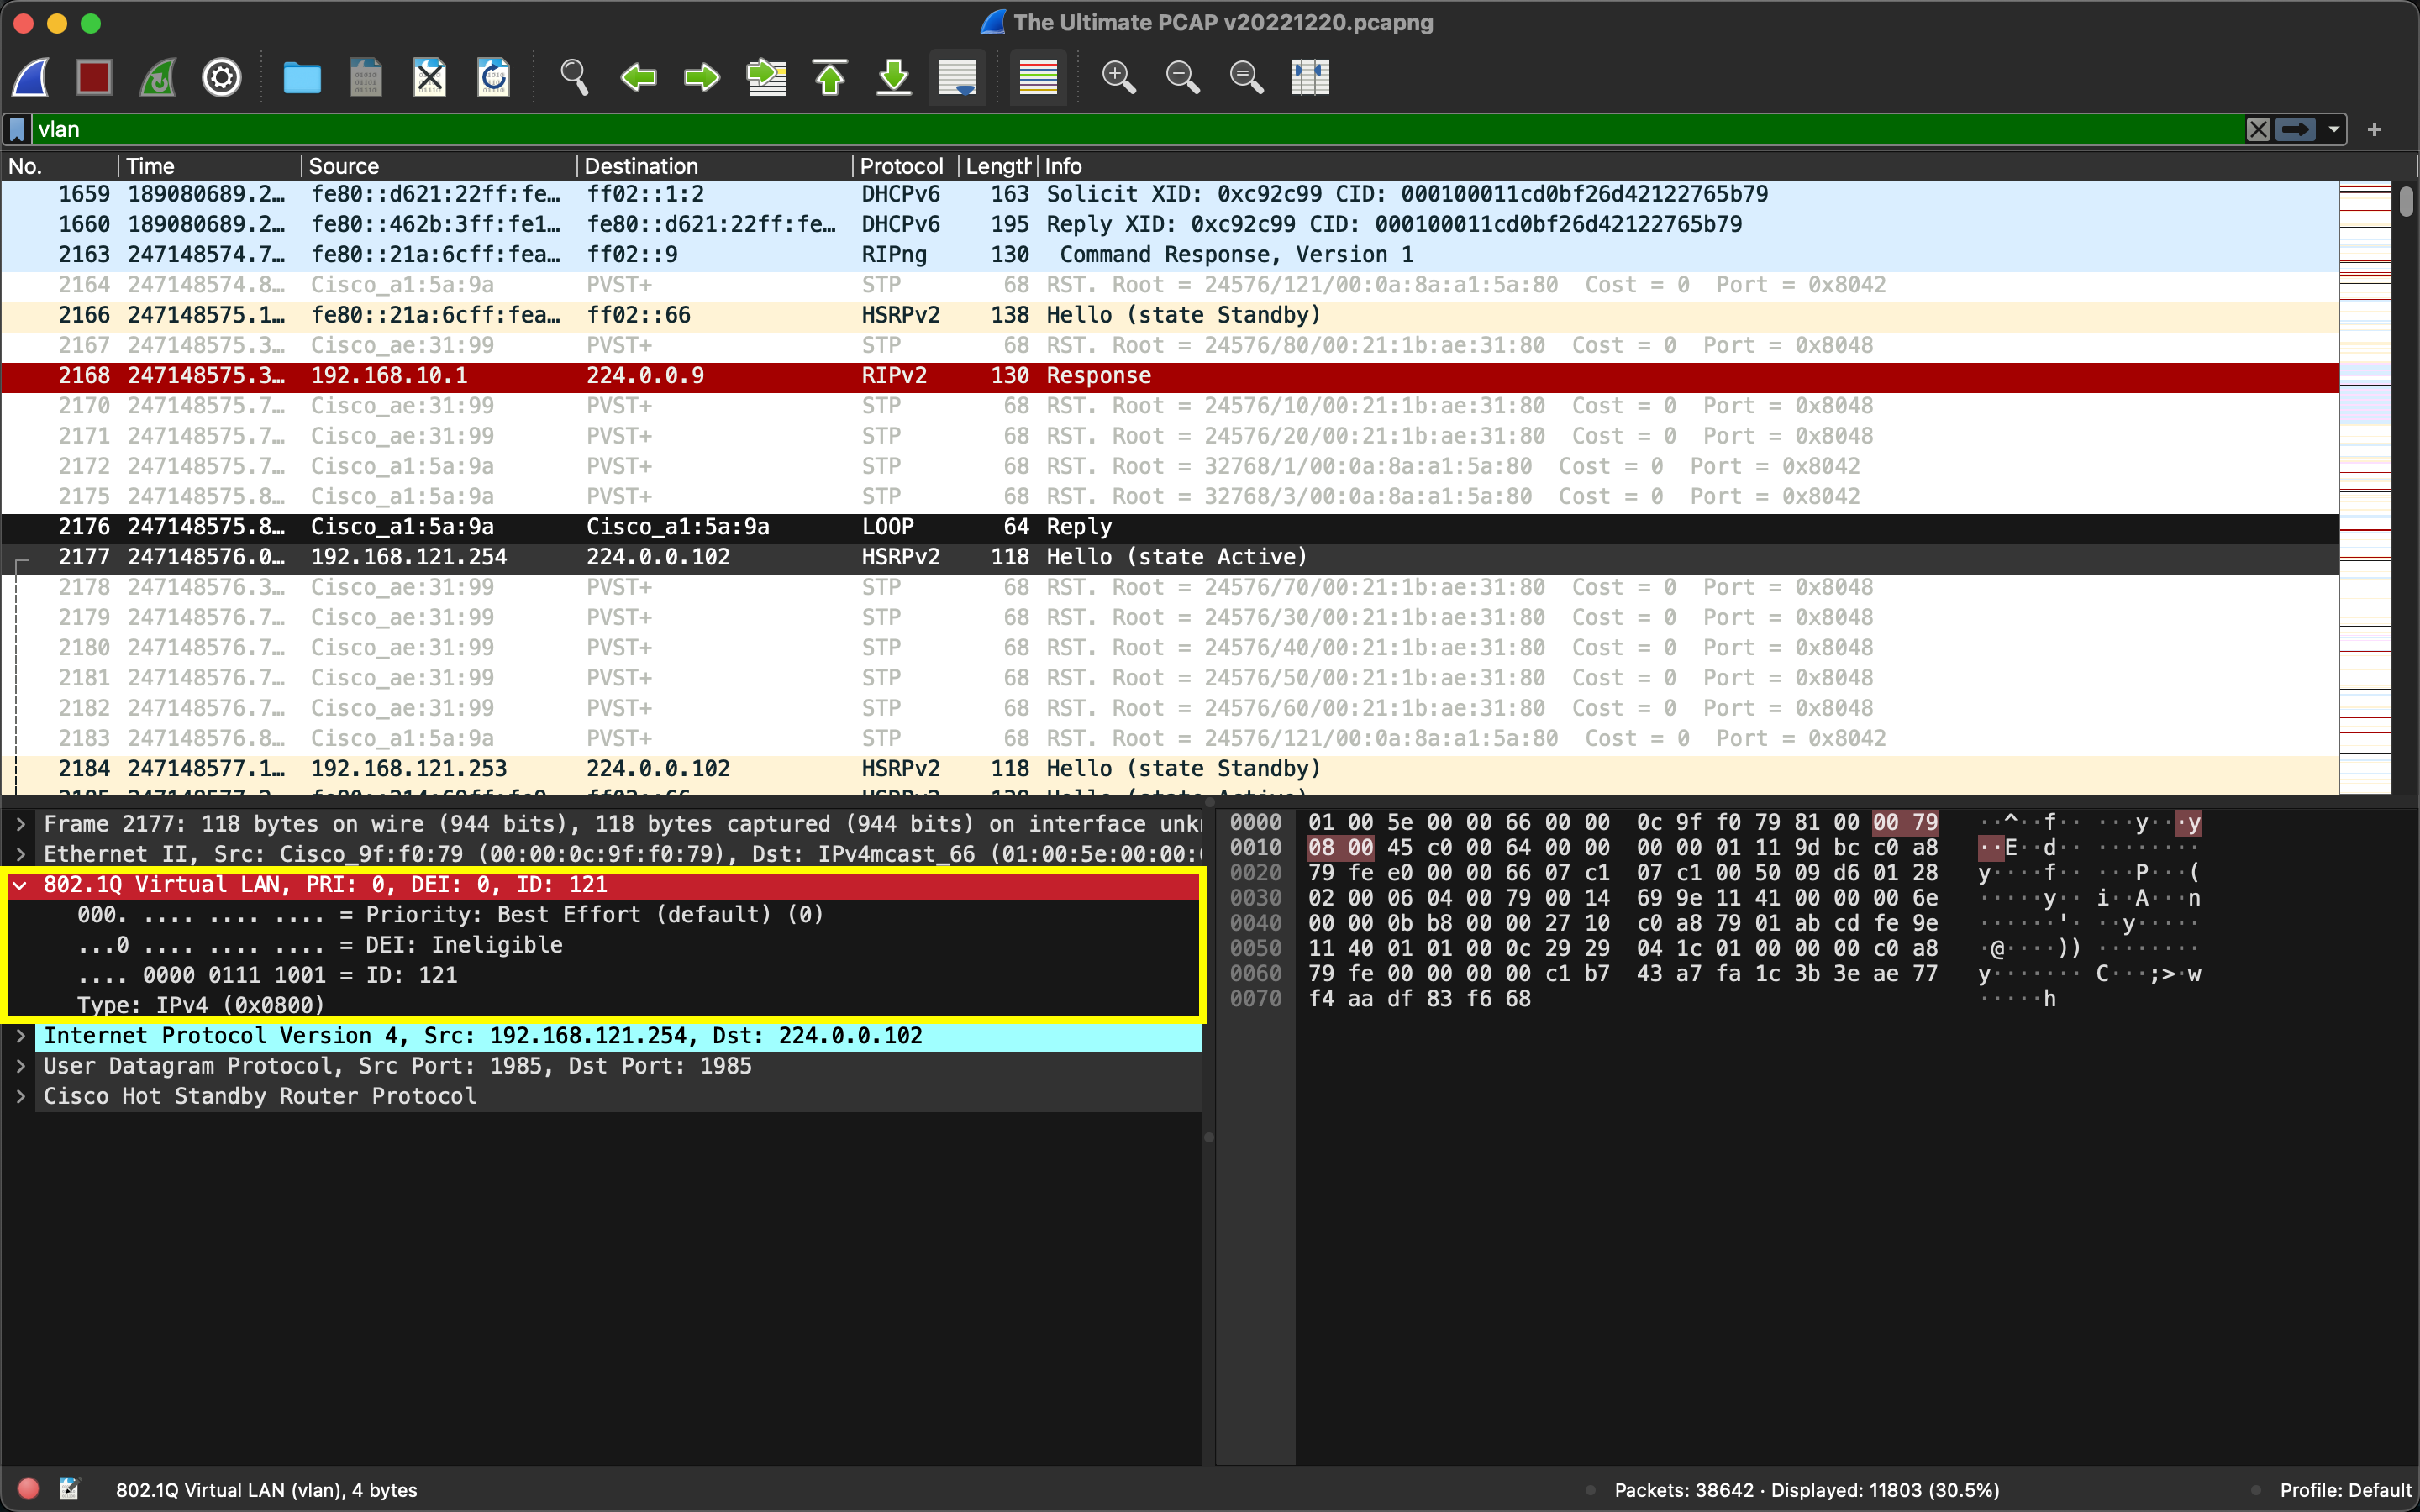 The Ultimate PCAP v20221220.pcapng
vlan
No. Time Source Destination Protocol Length Info
1659 189080689.2… fe80::d621:22ff:fe… ff02::1:2 DHCPv6 163 Solicit XID: 0xc92c99 CID: 000100011cd0bf26d42122765b79
1660 189080689.2… fe80::462b:3ff:fe1… fe80::d621:22ff:fe… DHCPv6 195 Reply XID: 0xc92c99 CID: 000100011cd0bf26d42122765b79
2163 247148574.7… fe80::21a:6cff:fea… ff02::9 RIPng 130 Command Response, Version 1
2164 247148574.8… Cisco_a1:5a:9a PVST+ STP 68 RST. Root = 24576/121/00:0a:8a:a1:5a:80 Cost = 0 Port = 0x8042
2166 247148575.1… fe80::21a:6cff:fea… ff02::66 HSRPv2 138 Hello (state Standby)
2167 247148575.3… Cisco_ae:31:99 PVST+ STP 68 RST. Root = 24576/80/00:21:1b:ae:31:80 Cost = 0 Port = 0x8048
2168 247148575.3… 192.168.10.1 224.0.0.9 RIPv2 130 Response
2170 247148575.7… Cisco_ae:31:99 PVST+ STP 68 RST. Root = 24576/10/00:21:1b:ae:31:80 Cost = 0 Port = 0x8048
2171 247148575.7… Cisco_ae:31:99 PVST+ STP 68 RST. Root = 24576/20/00:21:1b:ae:31:80 Cost = 0 Port = 0x8048
2172 247148575.7… Cisco_a1:5a:9a PVST+ STP 68 RST. Root = 32768/1/00:0a:8a:a1:5a:80 Cost = 0 Port = 0x8042
2175 247148575.8… Cisco_a1:5a:9a PVST+ STP 68 RST. Root = 32768/3/00:0a:8a:a1:5a:80 Cost = 0 Port = 0x8042
2176 247148575.8… Cisco_a1:5a:9a Cisco_a1:5a:9a LOOP 64 Reply
2177 247148576.0… 192.168.121.254 224.0.0.102 HSRPv2 118 Hello (state Active)
2178 247148576.3… Cisco_ae:31:99 PVST+ STP 68 RST. Root = 24576/70/00:21:1b:ae:31:80 Cost = 0 Port = 0x8048
2179 247148576.7… Cisco_ae:31:99 PVST+ STP 68 RST. Root = 24576/30/00:21:1b:ae:31:80 Cost = 0 Port = 0x8048
2180 247148576.7… Cisco_ae:31:99 PVST+ STP 68 RST. Root = 24576/40/00:21:1b:ae:31:80 Cost = 0 Port = 0x8048
2181 247148576.7… Cisco_ae:31:99 PVST+ STP 68 RST. Root = 24576/50/00:21:1b:ae:31:80 Cost = 0 Port = 0x8048
2182 247148576.7… Cisco_ae:31:99 PVST+ STP 68 RST. Root = 24576/60/00:21:1b:ae:31:80 Cost = 0 Port = 0x8048
2183 247148576.8… Cisco_a1:5a:9a PVST+ STP 68 RST. Root = 24576/121/00:0a:8a:a1:5a:80 Cost = 0 Port = 0x8042
2184 247148577.1… 192.168.121.253 224.0.0.102 HSRPv2 118 Hello (state Standby)
Frame 2177: 118 bytes on wire (944 bits), 118 bytes captured (944 bits) on interface unk
Ethernet II, Src: Cisco_9f:f0:79 (00:00:0c:9f:f0:79), Dst: IPv4mcast_66 (01:00:5e:00:00:
802.1Q Virtual LAN, PRI: 0, DEI: 0, ID: 121
000. .... .... .... = Priority: Best Effort (default) (0)
...0 .... .... .... = DEI: Ineligible
.... 0000 0111 1001 = ID: 121
Type: IPv4 (0x0800)
Internet Protocol Version 4, Src: 192.168.121.254, Dst: 224.0.0.102
User Datagram Protocol, Src Port: 1985, Dst Port: 1985
Cisco Hot Standby Router Protocol
0000 01 00 5e 00 00 66 00 00 0c 9f f0 79 81 00 00 79 ··^··f·· ···y···y
0010 08 00 45 c0 00 64 00 00 00 00 01 11 9d bc c0 a8 ··E··d·· ········
0020 79 fe e0 00 00 66 07 c1 07 c1 00 50 09 d6 01 28 y····f·· ···P···(
0030 02 00 06 04 00 79 00 14 69 9e 11 41 00 00 00 6e ·····y·· i··A···n
0040 00 00 0b b8 00 00 27 10 c0 a8 79 01 ab cd fe 9e ······'· ··y·····
0050 11 40 01 01 00 0c 29 29 04 1c 01 00 00 00 c0 a8 ·@····)) ········
0060 79 fe 00 00 00 00 c1 b7 43 a7 fa 1c 3b 3e ae 77 y······· C···;>·w
0070 f4 aa df 83 f6 68 ·····h
802.1Q Virtual LAN (vlan), 4 bytes
Packets: 38642 · Displayed: 11803 (30.5%)
Profile: Default